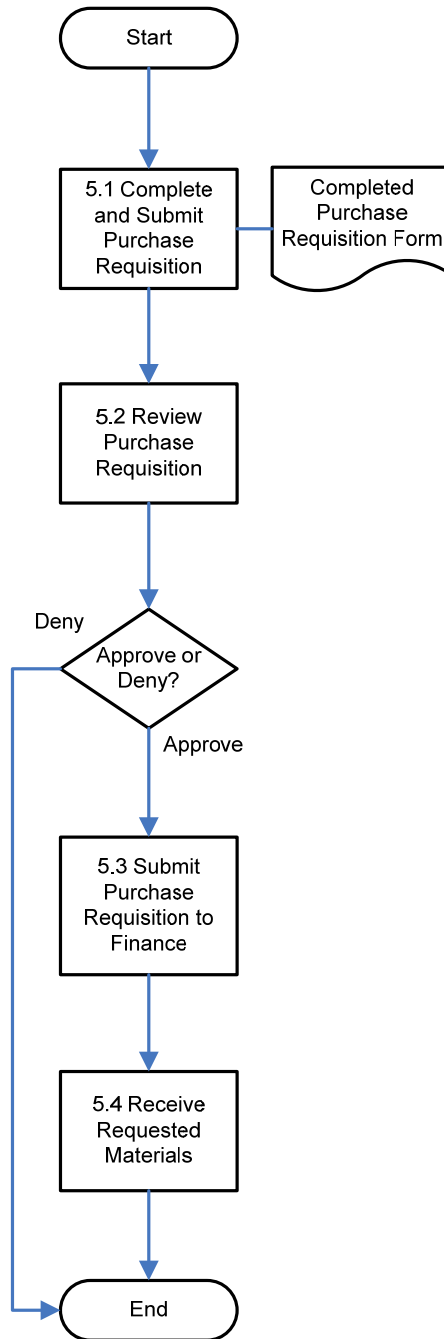 Start
5.1 Complete
and Submit
Purchase
Requisition
Completed
Purchase
Requisition Form
5.2 Review
Purchase
Requisition
Deny
Approve or
Deny?
Approve
5.3 Submit
Purchase
Requisition to
Finance
5.4 Receive
Requested
Materials
End